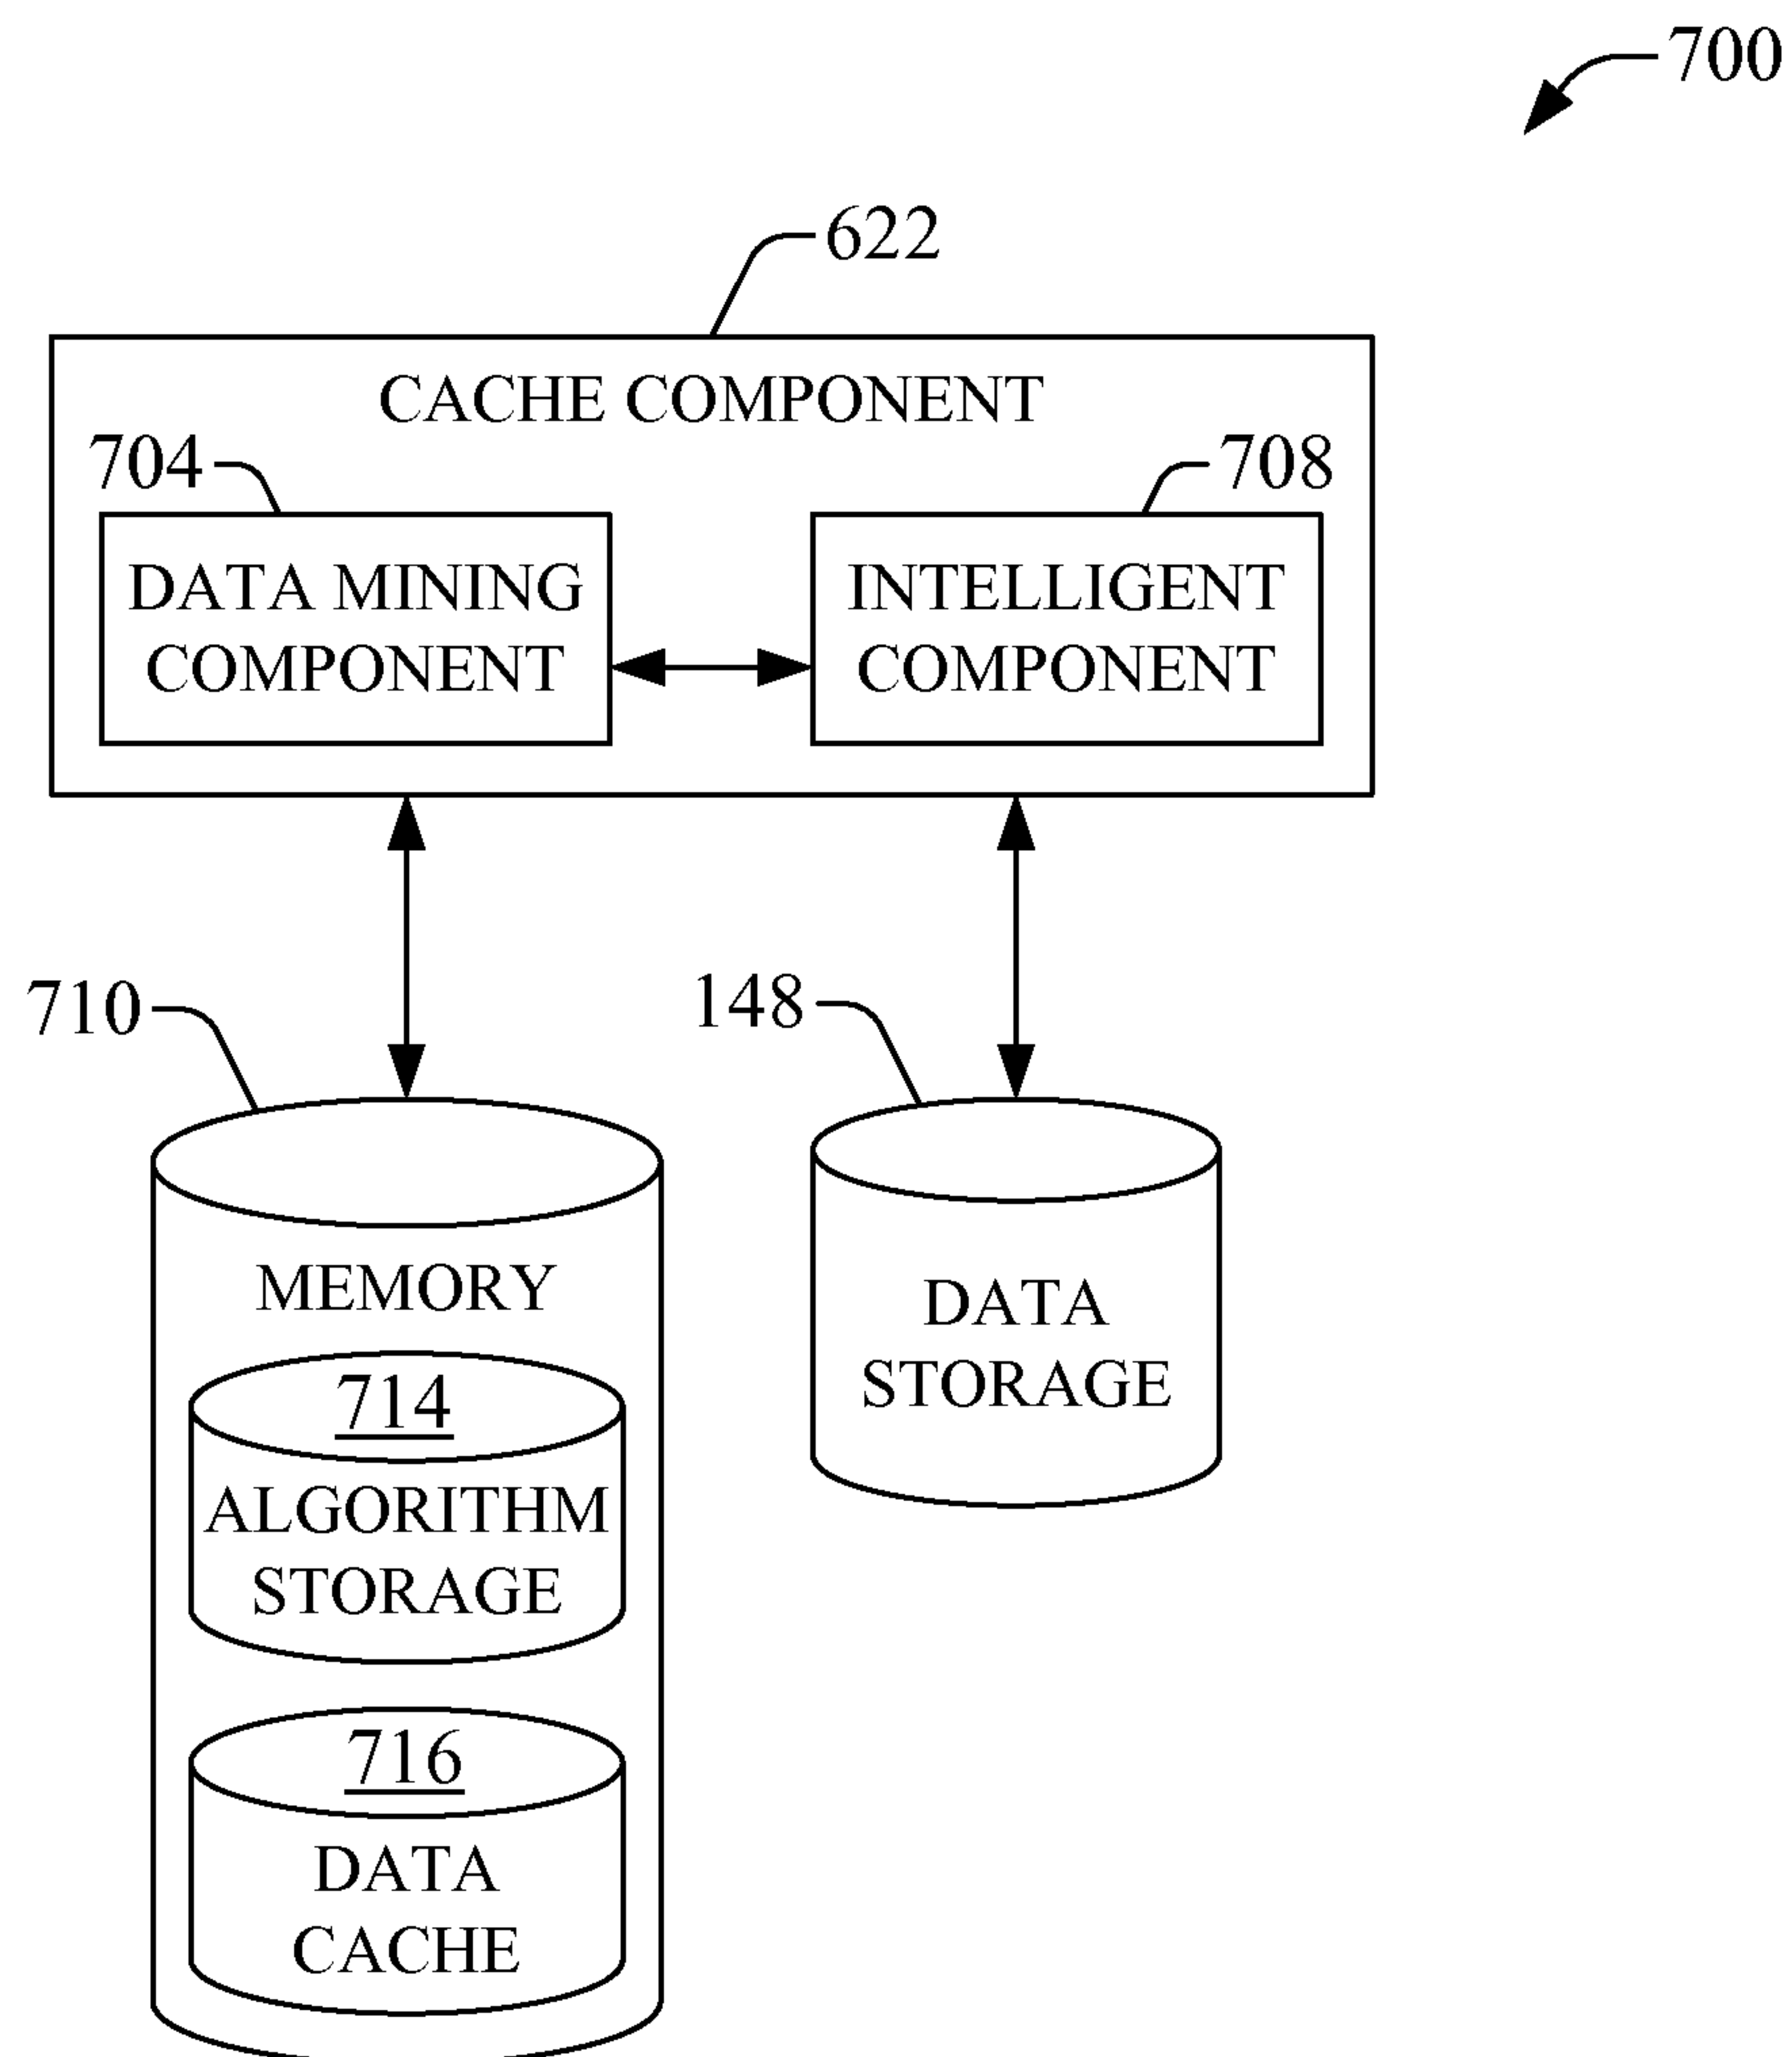 700
622
CACHE COMPONENT
704
708
DATA MINING
COMPONENT
INTELLIGENT
COMPONENT
710
148
MEMORY
714
ALGORITHM
STORAGE
716
DATA
CACHE
DATA
STORAGE